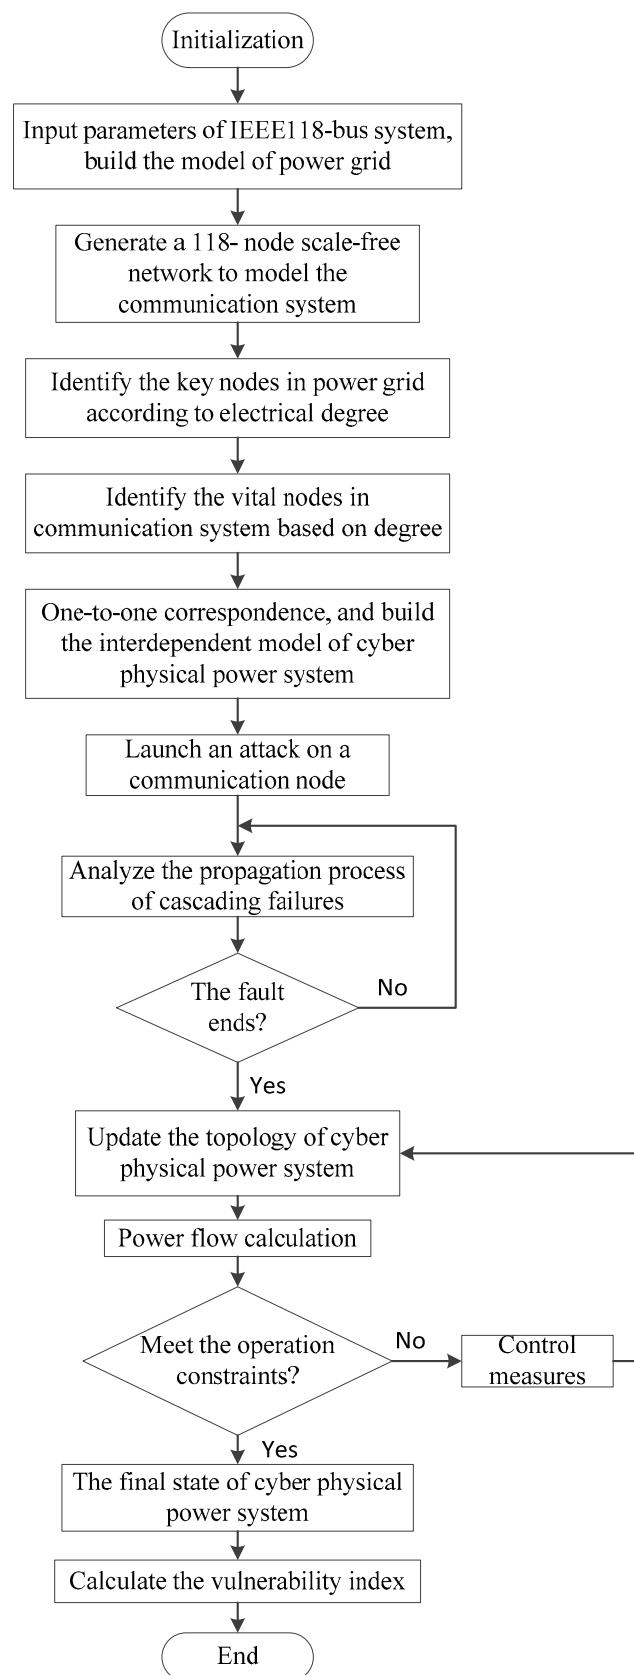 Initialization
Input parameters of IEEE118-bus system,
build the model of power grid
Generate a 118- node scale-free
network to model the
communication system
Identify the key nodes in power grid
according to electrical degree
Identify the vital nodes in
communication system based on degree
One-to-one correspondence, and build
the interdependent model of cyber
physical power system
Launch an attack on a
communication node
Analyze the propagation process
of cascading failures
The fault
ends?
No
Yes
Update the topology of cyber
physical power system
Power flow calculation
Meet the operation
constraints?
No
Control
measures
Yes
The final state of cyber physical
power system
Calculate the vulnerability index
End